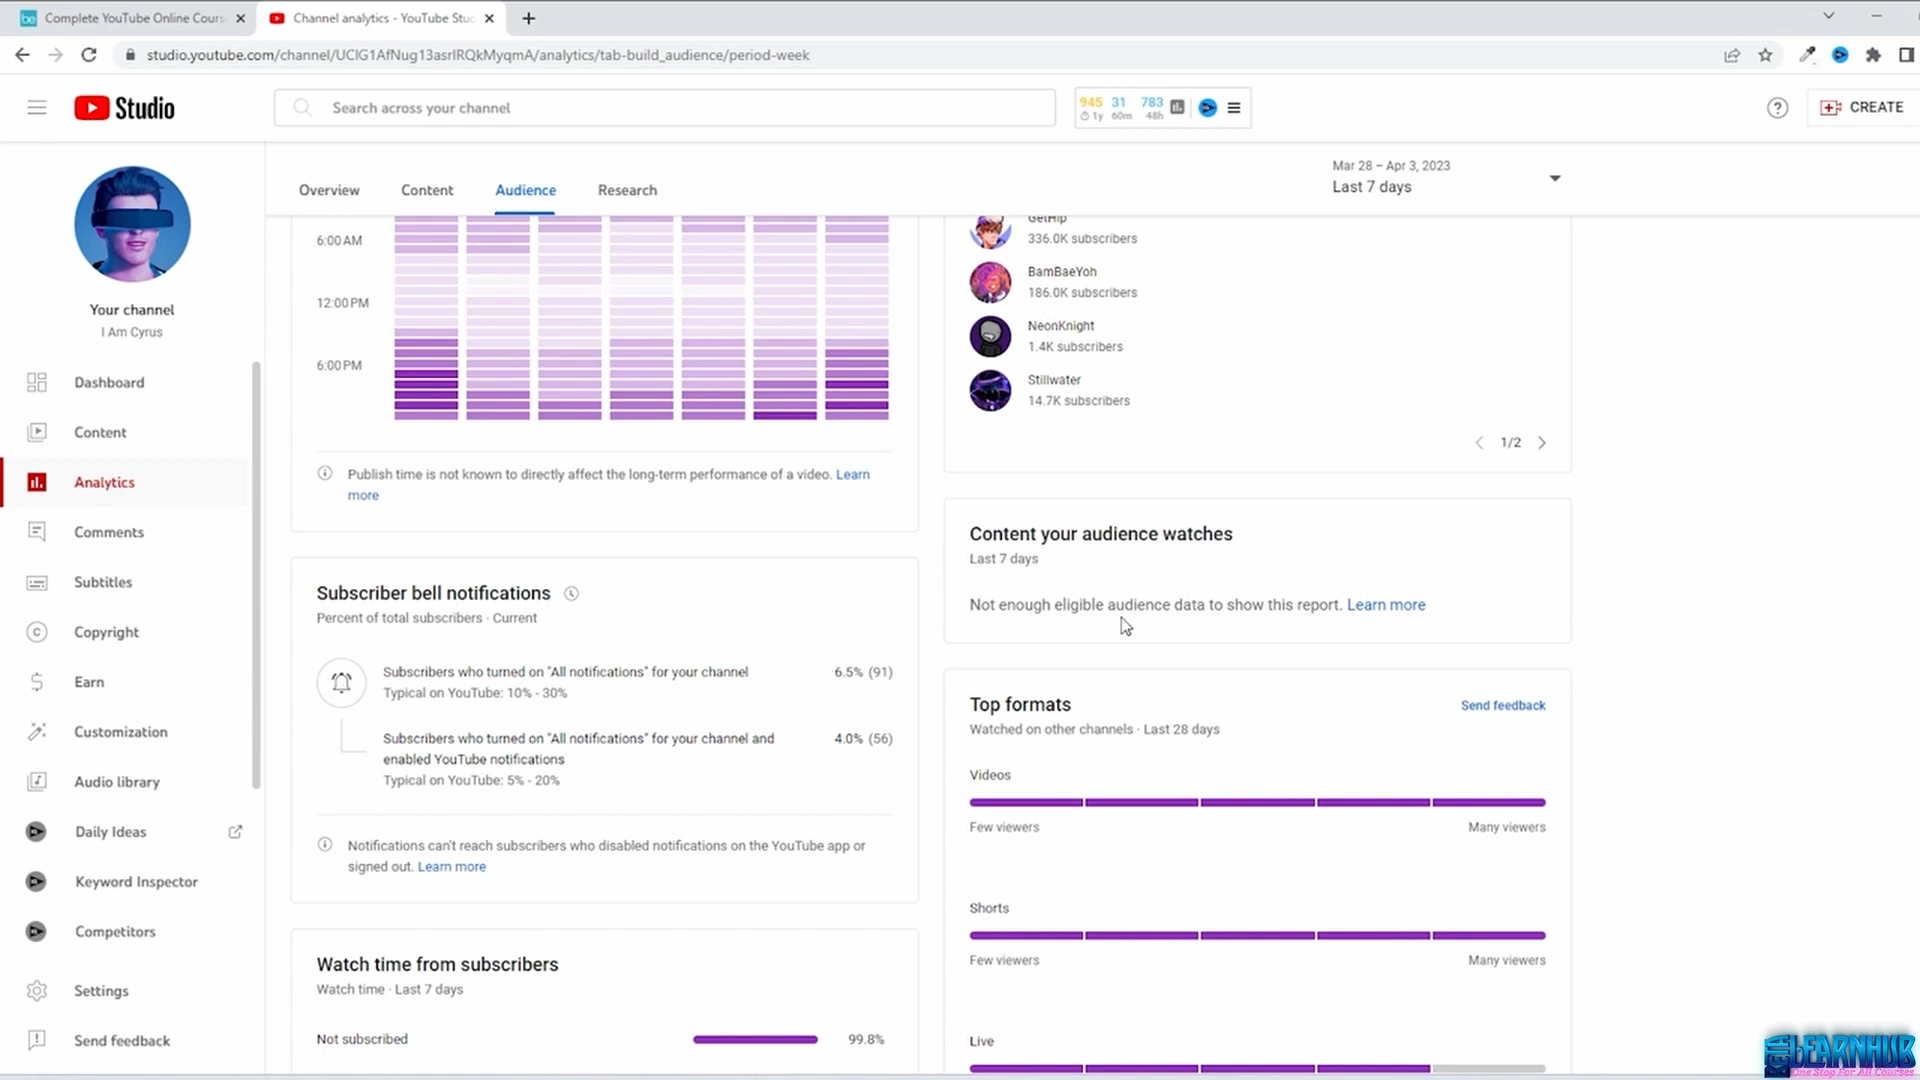 Complete YouTube Online Cours
Channel analytics - YouTube Stu
studio.youtube.com/channel/UCIG1AfNug13asrIRQkMyqmA/analytics/tab-build_audience/period-week
Studio
Search across your channel
945 31 783
1y 60m 48h
CREATE
Your channel
I Am Cyrus
Dashboard
Content
Analytics
Comments
Subtitles
Copyright
Earn
Customization
Audio library
Daily Ideas
Keyword Inspector
Competitors
Settings
Send feedback
Overview Content Audience Research
Mar 28 – Apr 3, 2023
Last 7 days
6:00 AM
12:00 PM
6:00 PM
Publish time is not known to directly affect the long-term performance of a video. Learn
more
Subscriber bell notifications
Percent of total subscribers · Current
Subscribers who turned on "All notifications" for your channel 6.5% (91)
Typical on YouTube: 10% - 30%
Subscribers who turned on "All notifications" for your channel and 4.0% (56)
enabled YouTube notifications
Typical on YouTube: 5% - 20%
Notifications can't reach subscribers who disabled notifications on the YouTube app or
signed out. Learn more
Watch time from subscribers
Watch time · Last 7 days
Not subscribed 99.8%
GetHip
336.0K subscribers
BamBaeYoh
186.0K subscribers
NeonKnight
1.4K subscribers
Stillwater
14.7K subscribers
1/2
Content your audience watches
Last 7 days
Not enough eligible audience data to show this report. Learn more
Top formats Send feedback
Watched on other channels · Last 28 days
Videos
Few viewers Many viewers
Shorts
Few viewers Many viewers
Live
LEARNHUB
One Stop For All Courses